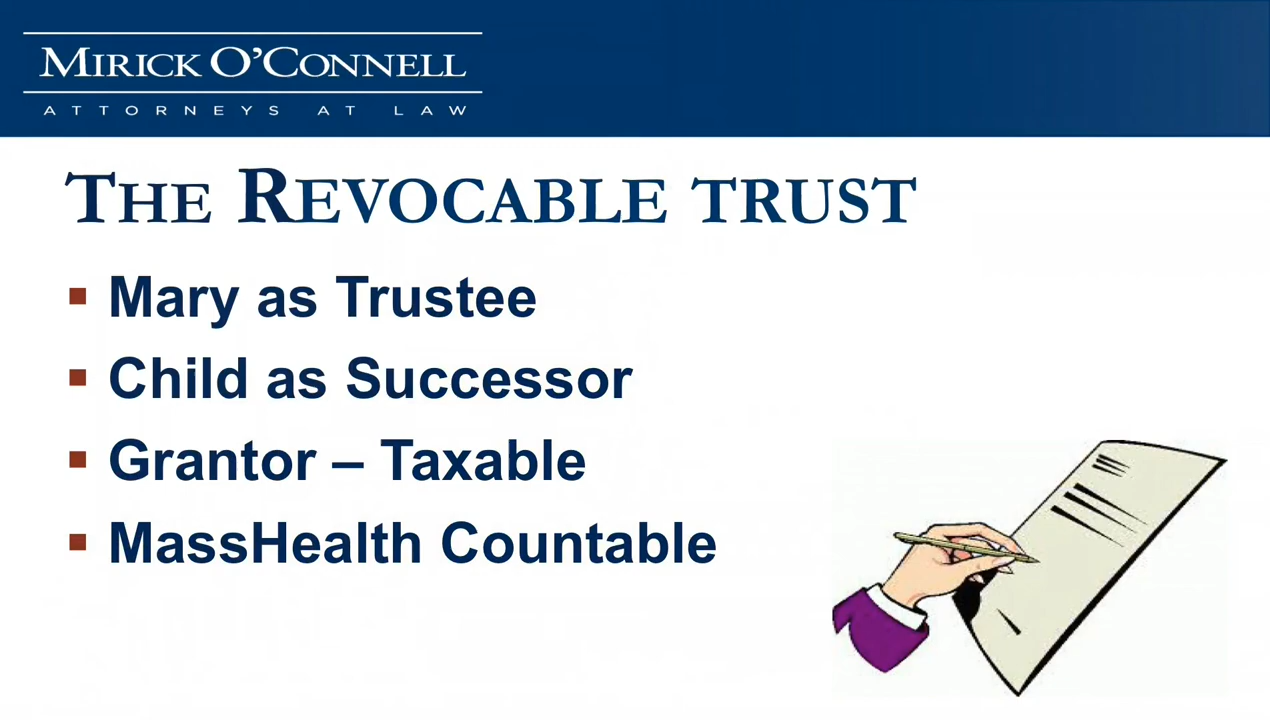 MIRICK O'CONNELL
ATTORNEYS AT LAW
THE REVOCABLE TRUST
▪ Mary as Trustee
▪ Child as Successor
▪ Grantor – Taxable
▪ MassHealth Countable